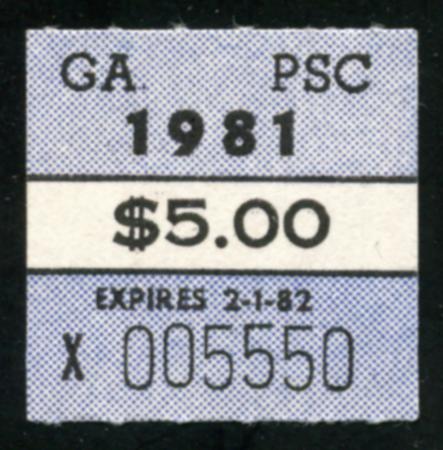 GA. PSC
1981
$5.00
EXPIRES 2-1-82
X 005550